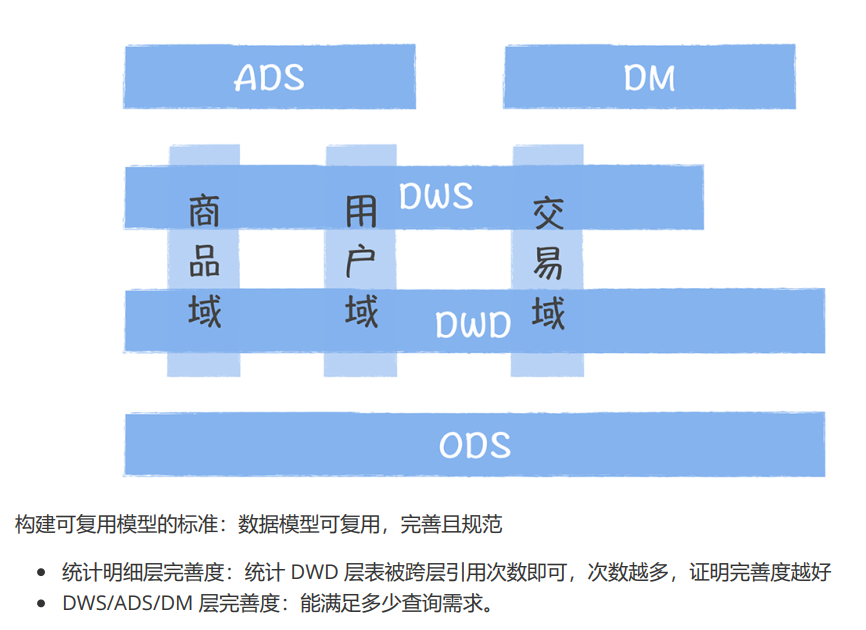 ADS
DM
DWS
商品域
用户域
交易域
DWD
ODS
构建可复用模型的标准：数据模型可复用，完善且规范
统计明细层完善度：统计 DWD 层表被跨层引用次数即可，次数越多，证明完善度越好
DWS/ADS/DM 层完善度：能满足多少查询需求。